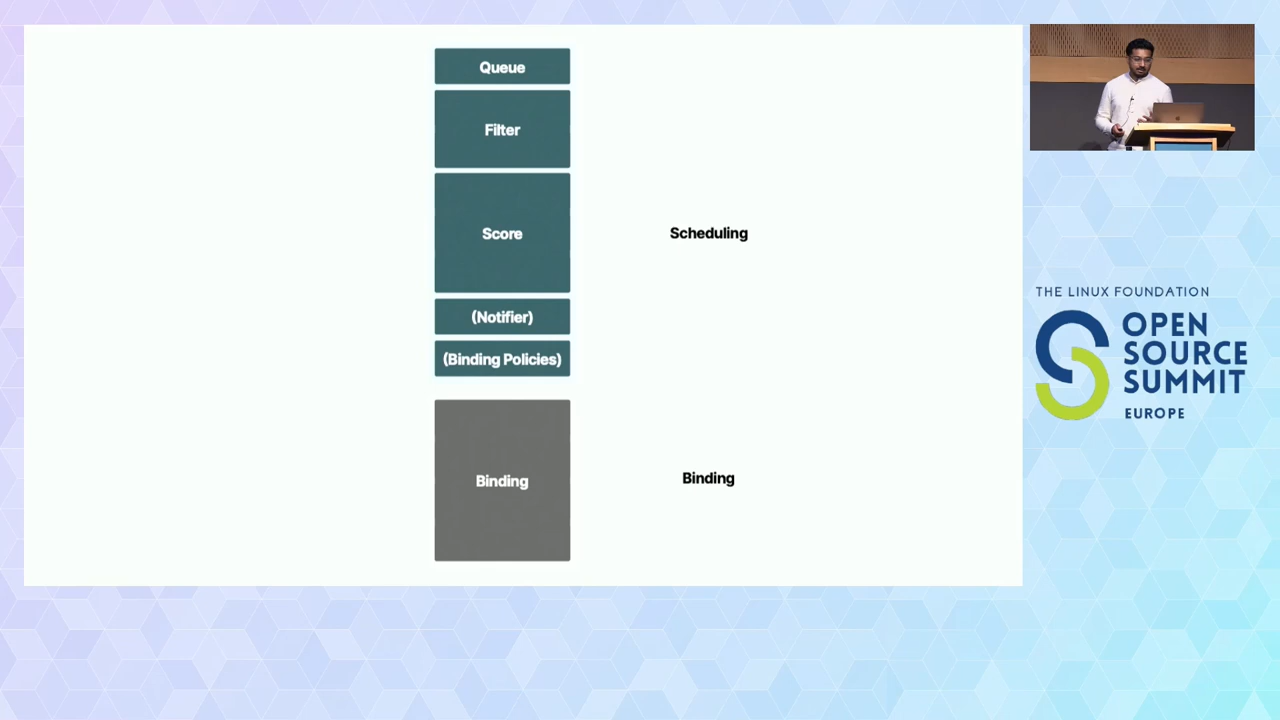 Queue
Filter
Score
Scheduling
(Notifier)
(Binding Policies)
Binding
Binding
THE LINUX FOUNDATION
OPEN
SOURCE
SUMMIT
EUROPE